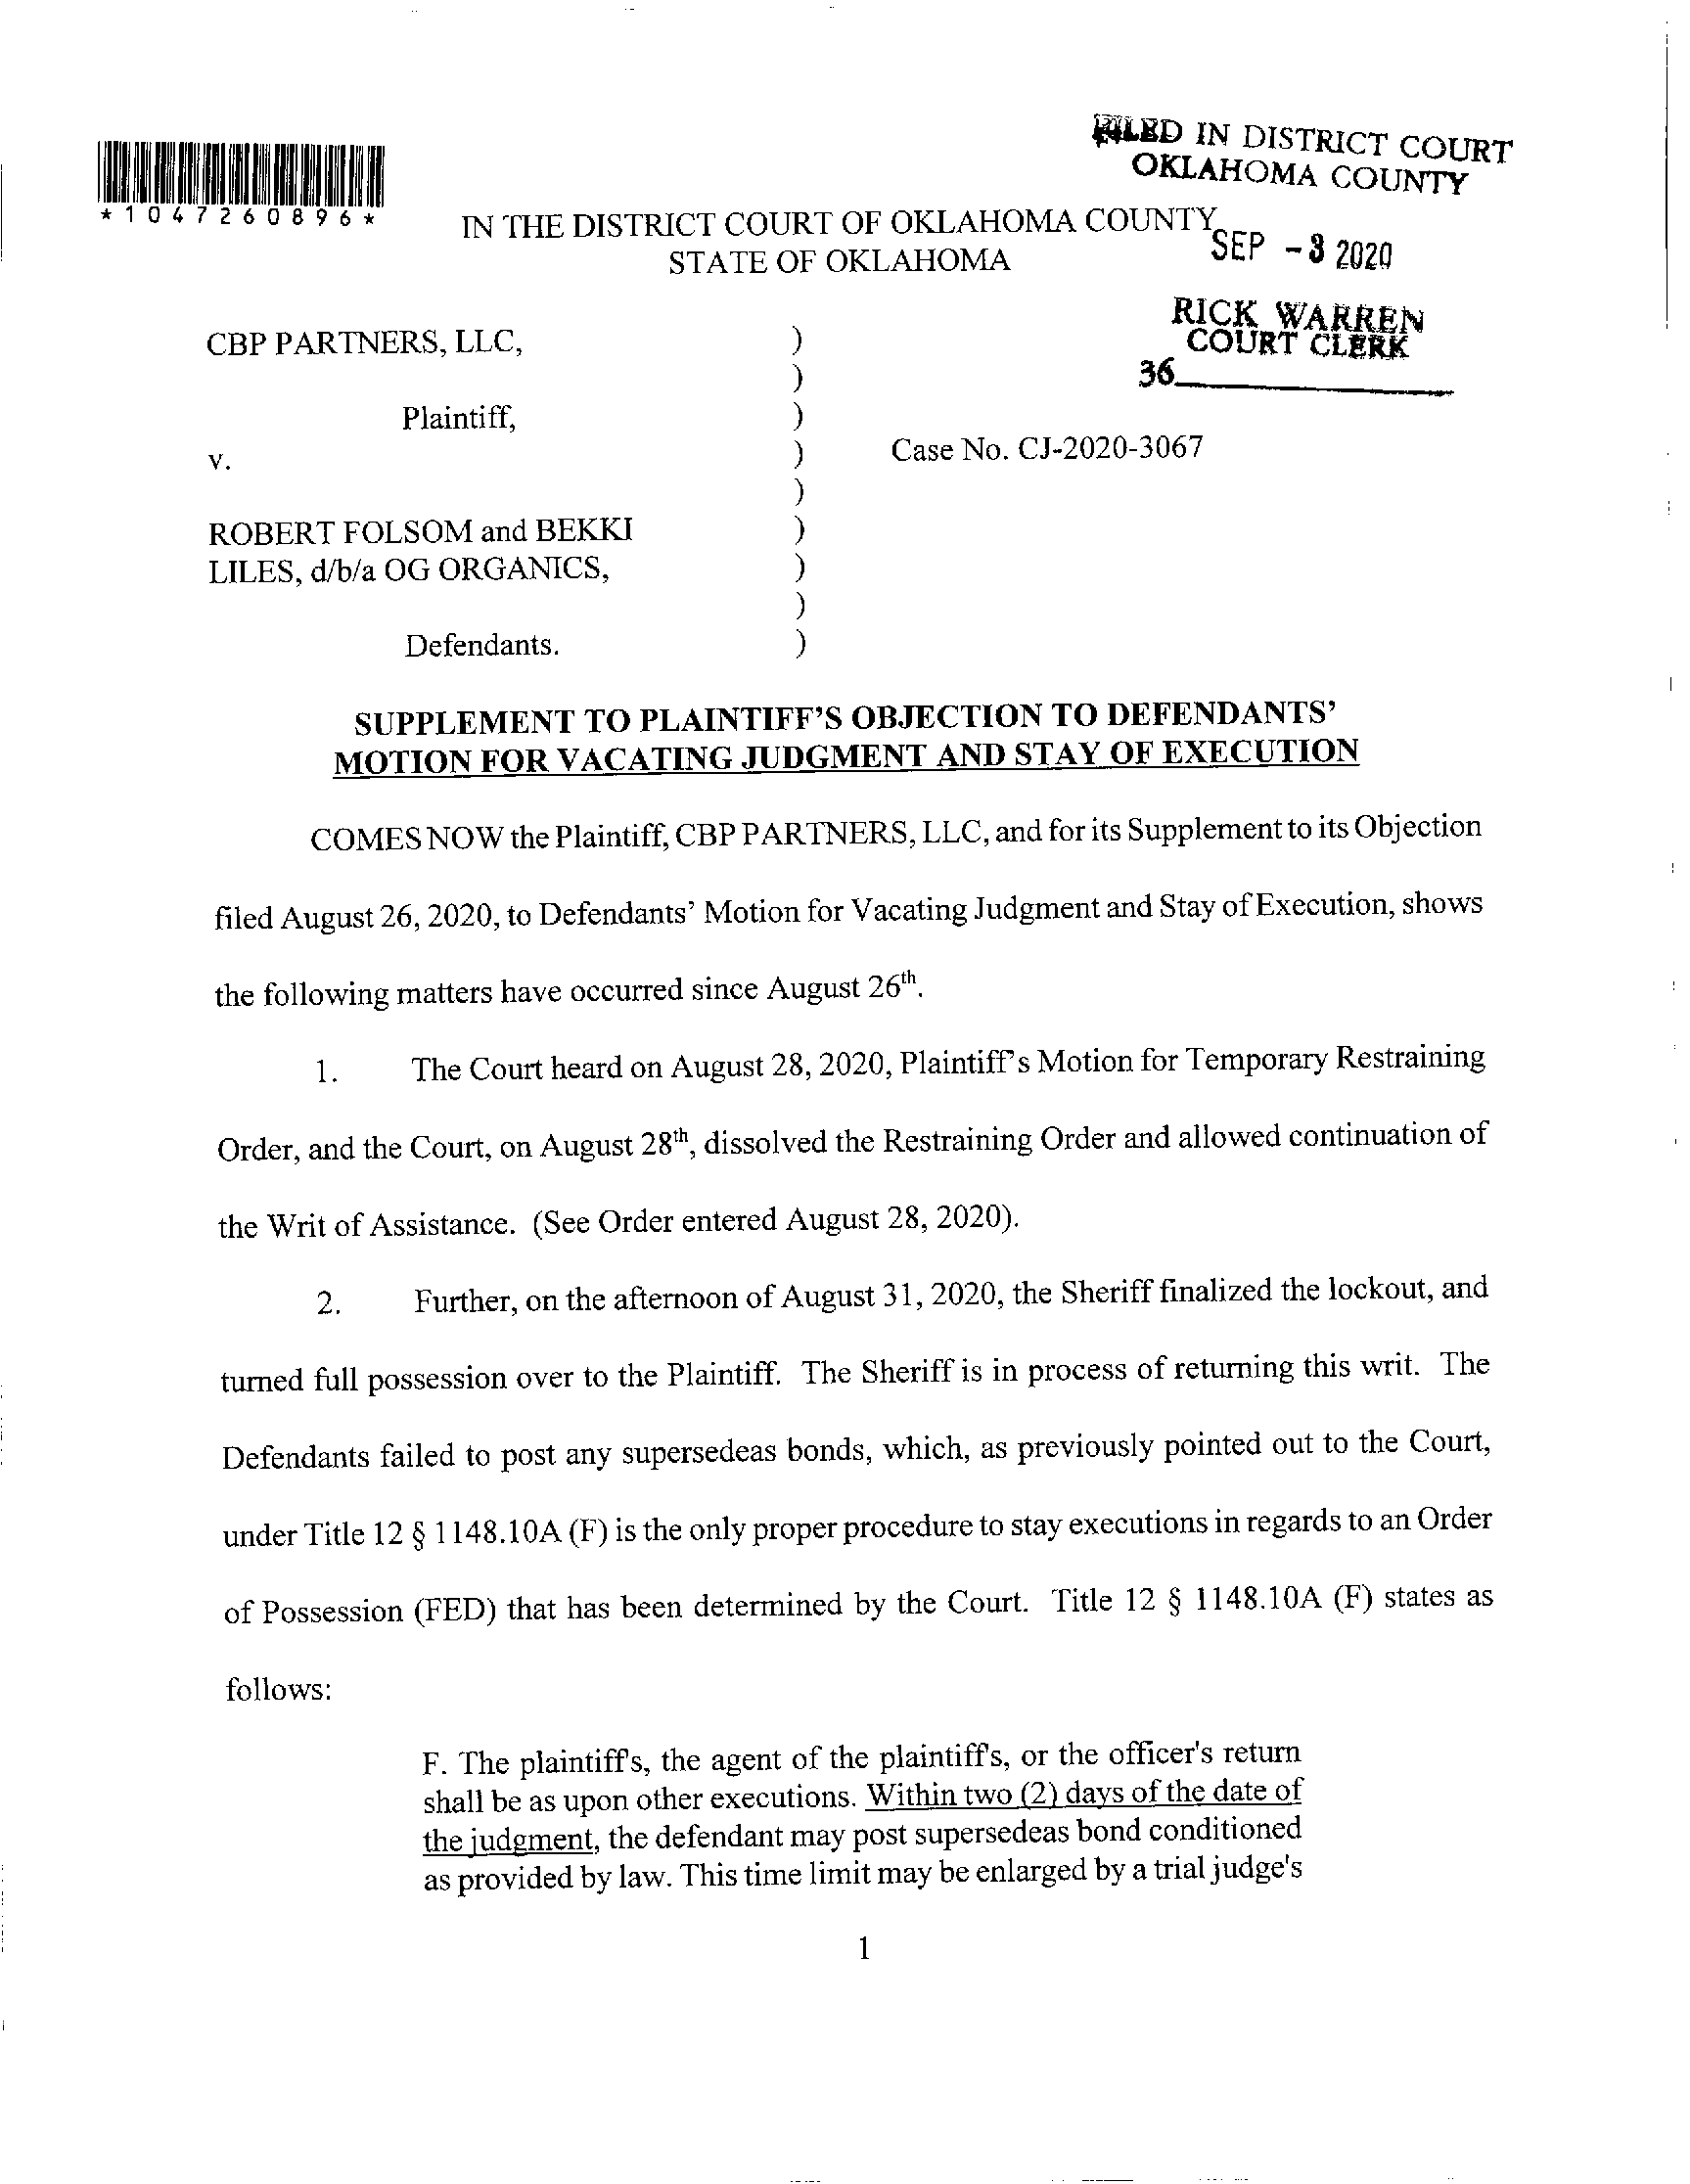 FILED IN DISTRICT COURT
OKLAHOMA COUNTY
*1047260896*
IN THE DISTRICT COURT OF OKLAHOMA COUNTY
STATE OF OKLAHOMA
SEP -3 2020
RICK WARREN
COURT CLERK
36
CBP PARTNERS, LLC, )
)
Plaintiff, )
v. ) Case No. CJ-2020-3067
)
ROBERT FOLSOM and BEKKI )
LILES, d/b/a OG ORGANICS, )
)
Defendants. )
SUPPLEMENT TO PLAINTIFF'S OBJECTION TO DEFENDANTS'
MOTION FOR VACATING JUDGMENT AND STAY OF EXECUTION
COMES NOW the Plaintiff, CBP PARTNERS, LLC, and for its Supplement to its Objection
filed August 26, 2020, to Defendants' Motion for Vacating Judgment and Stay of Execution, shows
the following matters have occurred since August 26th.
1. The Court heard on August 28, 2020, Plaintiff's Motion for Temporary Restraining
Order, and the Court, on August 28th, dissolved the Restraining Order and allowed continuation of
the Writ of Assistance. (See Order entered August 28, 2020).
2. Further, on the afternoon of August 31, 2020, the Sheriff finalized the lockout, and
turned full possession over to the Plaintiff. The Sheriff is in process of returning this writ. The
Defendants failed to post any supersedeas bonds, which, as previously pointed out to the Court,
under Title 12 § 1148.10A (F) is the only proper procedure to stay executions in regards to an Order
of Possession (FED) that has been determined by the Court. Title 12 § 1148.10A (F) states as
follows:
F. The plaintiff's, the agent of the plaintiff's, or the officer's return
shall be as upon other executions. Within two (2) days of the date of
the judgment, the defendant may post supersedeas bond conditioned
as provided by law. This time limit may be enlarged by a trial judge's
1